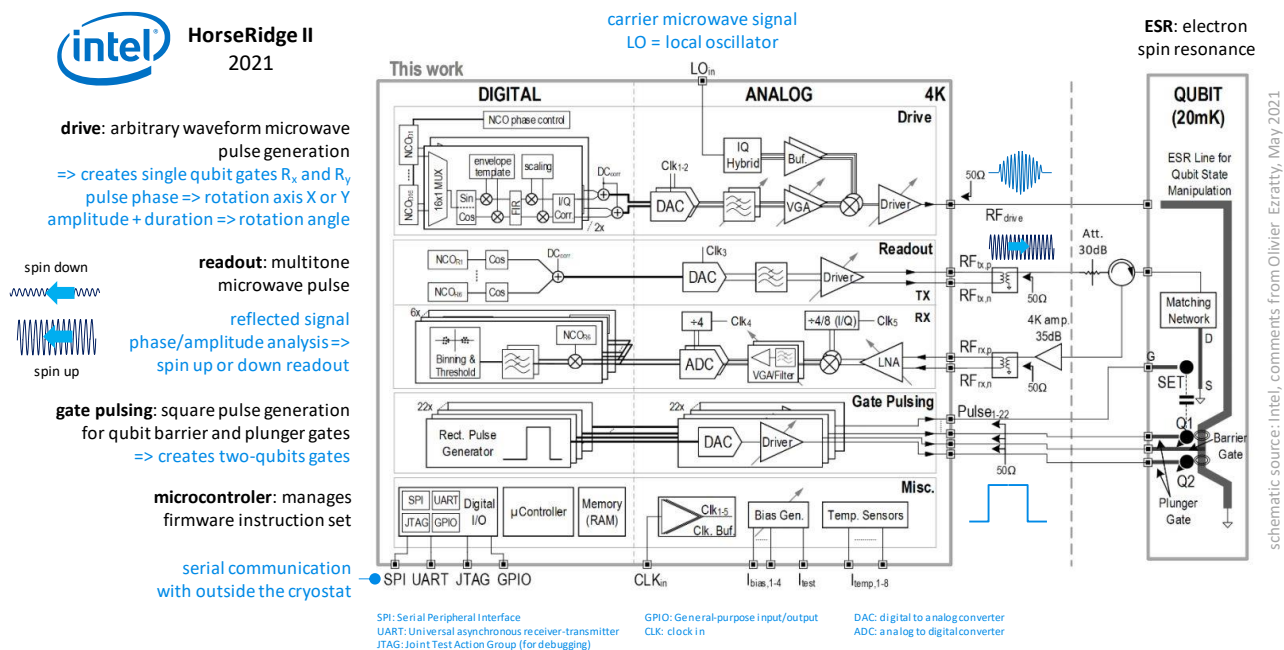 intel
HorseRidge II
2021
carrier microwave signal
LO = local oscillator
ESR: electron
spin resonance
drive: arbitrary waveform microwave
pulse generation
=> creates single qubit gates Rx and Ry
pulse phase => rotation axis X or Y
amplitude + duration => rotation angle
readout: multitone
microwave pulse
spin down
spin up
reflected signal
phase/amplitude analysis=>
spin up or down readout
gate pulsing: square pulse generation
for qubit barrier and plunger gates
=> creates two-qubits gates
microcontroler: manages
firmware instruction set
serial communication
with outside the cryostat
This work
LOin
DIGITAL
ANALOG
4K
Drive
NCO phase control
16x1 MUX
envelope
template
scaling
DCcorr
Sin
Cos
FIR
I/Q
Corr.
2x
Clk1-2
DAC
IQ
Hybrid
Buf.
VGA
Driver
50Ω
RFdrive
Readout
NCOR1
Cos
NCOR6
Cos
DCcorr
Clk3
DAC
Driver
TX
RFtx,p
RFtx,n
50Ω
Att.
30dB
RX
6x
Binning &
Threshold
NCOR6
÷4
Clk4
ADC
÷4/8 (I/Q)
Clk5
VGA/Filter
LNA
RFrx,p
RFrx,n
50Ω
4K amp.
35dB
Gate Pulsing
22x
Rect. Pulse
Generator
22x
DAC
Driver
Pulse1-22
50Ω
Misc.
SPI
UART
JTAG
GPIO
Digital
I/O
µController
Memory
(RAM)
Clk1-5
Clk. Buf.
Bias Gen.
Temp. Sensors
SPI UART JTAG GPIO
CLKin
Ibias,1-4
Itest
Itemp,1-8
QUBIT
(20mK)
ESR Line for
Qubit State
Manipulation
Matching
Network
D
G
SET
S
Q1
Barrier
Gate
Q2
Plunger
Gate
SPI: Serial Peripheral Interface
UART: Universal asynchronous receiver-transmitter
JTAG: Joint Test Action Group (for debugging)
GPIO: General-purpose input/output
CLK: clock in
DAC: digital to analog converter
ADC: analog to digital converter
schematic source: Intel, comments from Olivier Ezratty, May 2021